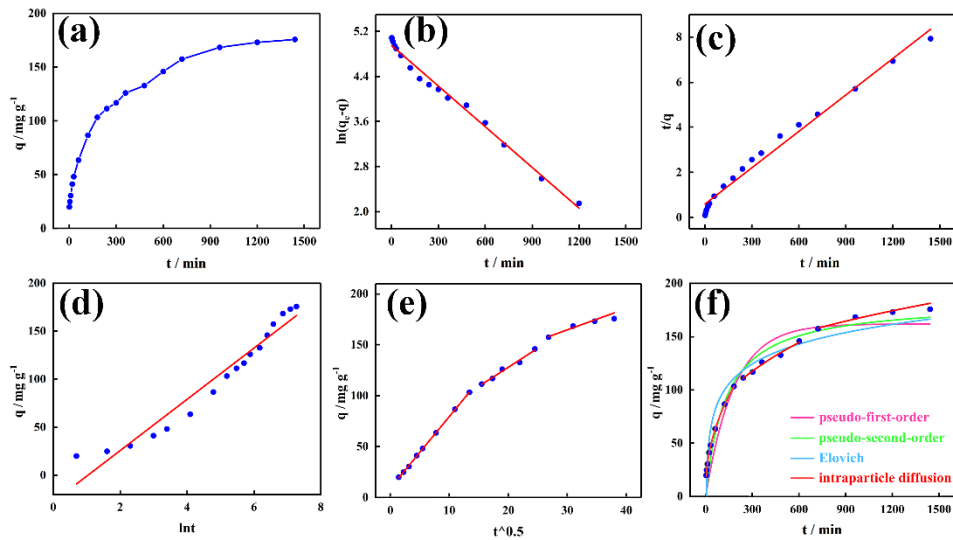 (a)
q / mg g-1
200
150
100
50
0
0 300 600 900 1200 1500
t / min
(b)
ln(qe-q)
5.2
4.4
3.6
2.8
2.0
0 300 600 900 1200 1500
t / min
(c)
t/q
8
6
4
2
0
0 300 600 900 1200 1500
t / min
(d)
q / mg g-1
200
150
100
50
0
0 2 4 6 8
lnt
(e)
q / mg g-1
200
150
100
50
0
0 10 20 30 40
t^0.5
(f)
q / mg g-1
200
150
100
50
0
pseudo-first-order
pseudo-second-order
Elovich
intraparticle diffusion
0 300 600 900 1200 1500
t / min